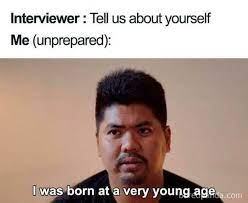 Interviewer : Tell us about yourself
Me (unprepared):
I was born at a very young age